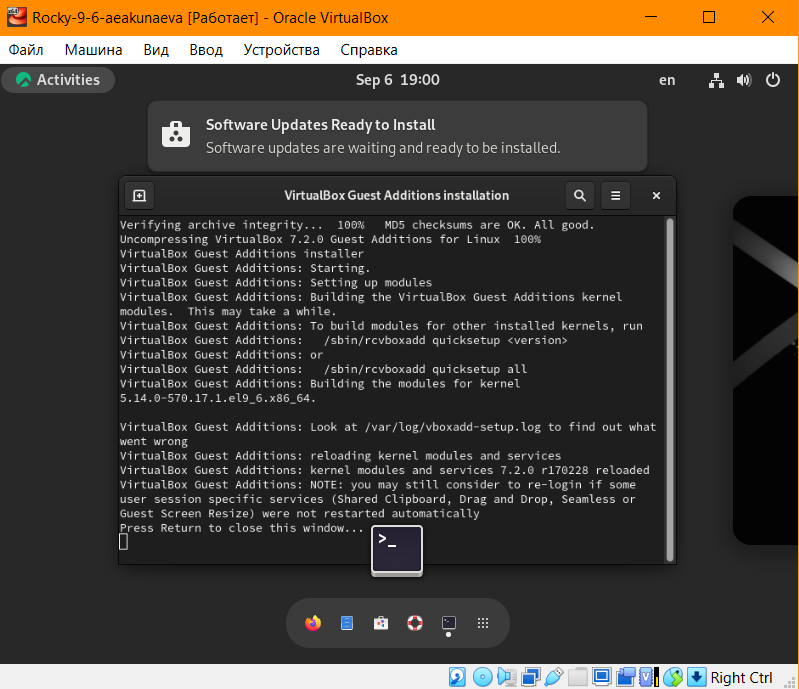 Rocky-9-6-aeakunaeva [Работает] - Oracle VirtualBox
Файл Машина Вид Ввод Устройства Справка
Activities Sep 6 19:00 en
Software Updates Ready to Install
Software updates are waiting and ready to be installed.
VirtualBox Guest Additions installation
Verifying archive integrity... 100% MD5 checksums are OK. All good.
Uncompressing VirtualBox 7.2.0 Guest Additions for Linux 100%
VirtualBox Guest Additions installer
VirtualBox Guest Additions: Starting.
VirtualBox Guest Additions: Setting up modules
VirtualBox Guest Additions: Building the VirtualBox Guest Additions kernel
modules. This may take a while.
VirtualBox Guest Additions: To build modules for other installed kernels, run
VirtualBox Guest Additions: /sbin/rcvboxadd quicksetup <version>
VirtualBox Guest Additions: or
VirtualBox Guest Additions: /sbin/rcvboxadd quicksetup all
VirtualBox Guest Additions: Building the modules for kernel
5.14.0-570.17.1.el9_6.x86_64.
VirtualBox Guest Additions: Look at /var/log/vboxadd-setup.log to find out what
went wrong
VirtualBox Guest Additions: reloading kernel modules and services
VirtualBox Guest Additions: kernel modules and services 7.2.0 r170228 reloaded
VirtualBox Guest Additions: NOTE: you may still consider to re-login if some
user session specific services (Shared Clipboard, Drag and Drop, Seamless or
Guest Screen Resize) were not restarted automatically
Press Return to close this window...
>_
Right Ctrl